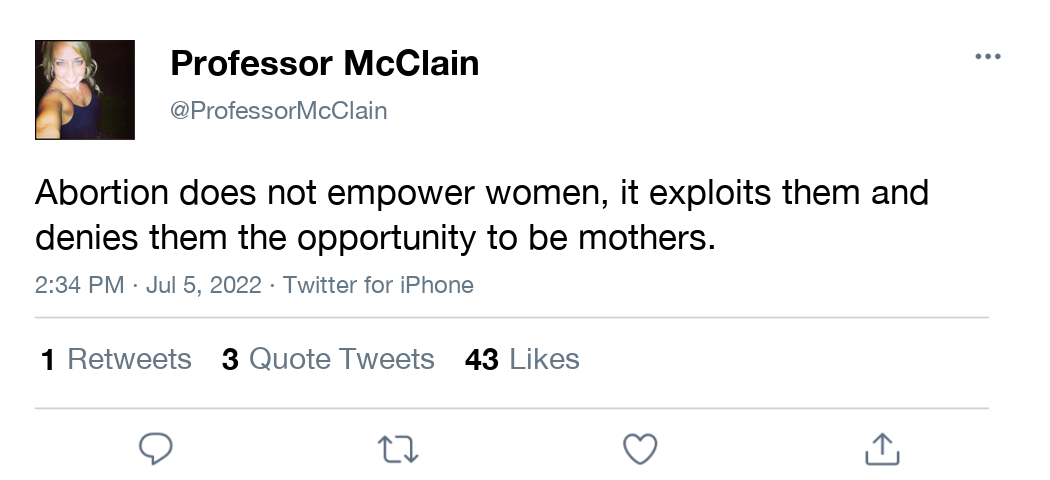 Professor McClain
@ProfessorMcClain
Abortion does not empower women, it exploits them and
denies them the opportunity to be mothers.
2:34 PM · Jul 5, 2022 · Twitter for iPhone
1 Retweets 3 Quote Tweets 43 Likes